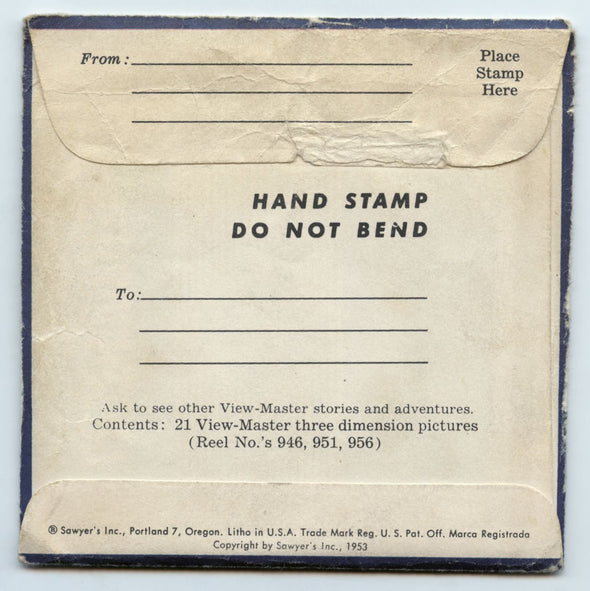 From:
Place
Stamp
Here
HAND STAMP
DO NOT BEND
To:
Ask to see other View-Master stories and adventures.
Contents: 21 View-Master three dimension pictures
(Reel No.'s 946, 951, 956)
® Sawyer's Inc., Portland 7, Oregon. Litho in U.S.A. Trade Mark Reg. U. S. Pat. Off. Marca Registrada
Copyright by Sawyer's Inc., 1953